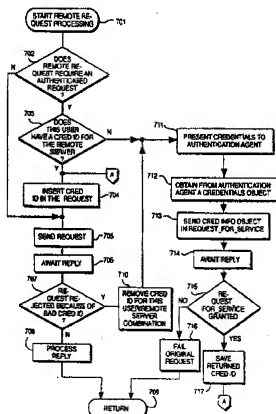 START REMOTE RE-
QUEST PROCESSING
701
702
DOES
REMOTE RE-
QUEST REQUIRE AN
AUTHENTICATED
REQUEST
?
N
Y
703
DOES
THIS USER
HAVE A CRED ID FOR
THE REMOTE
SERVER
?
N
Y
A
INSERT CRED
ID IN THE REQUEST
704
SEND REQUEST
705
AWAIT REPLY
706
707
RE-
QUEST RE-
JECTED BECAUSE OF
BAD CRED ID
?
Y
N
708
PROCESS
REPLY
710
REMOVE CRED
ID FOR THIS
USER/REMOTE
SERVER
COMBINATION
711
PRESENT CREDENTIALS TO
AUTHENTICATION AGENT
712
OBTAIN FROM AUTHENTICATION
AGENT A CREDENTIALS OBJECT
713
SEND CRED INFO OBJECT
IN REQUEST_FOR_SERVICE
714
AWAIT REPLY
715
RE-
QUEST_FOR_SERVICE
GRANTED
?
NO
YES
716
FAIL
ORIGINAL
REQUEST
SAVE
RETURNED
CRED ID
717
A
RETURN
709